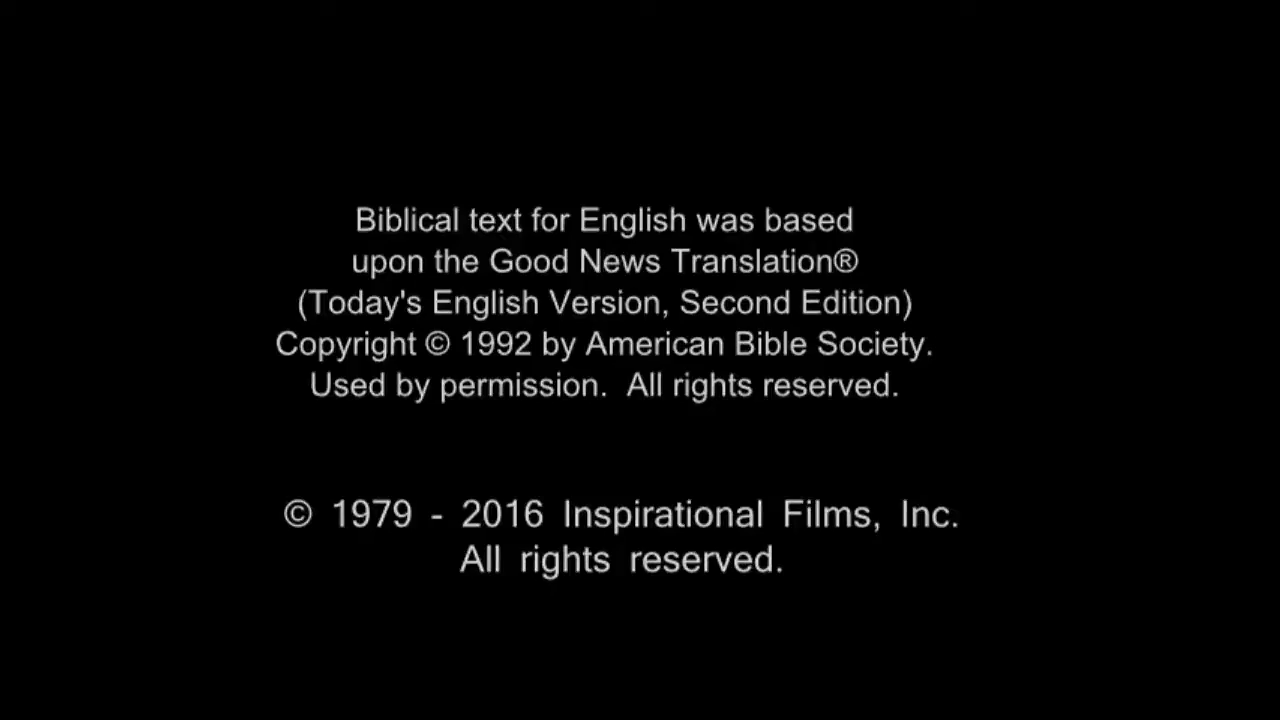 Biblical text for English was based
upon the Good News Translation®
(Today's English Version, Second Edition)
Copyright © 1992 by American Bible Society.
Used by permission.  All rights reserved.
© 1979 - 2016 Inspirational Films, Inc.
All rights reserved.